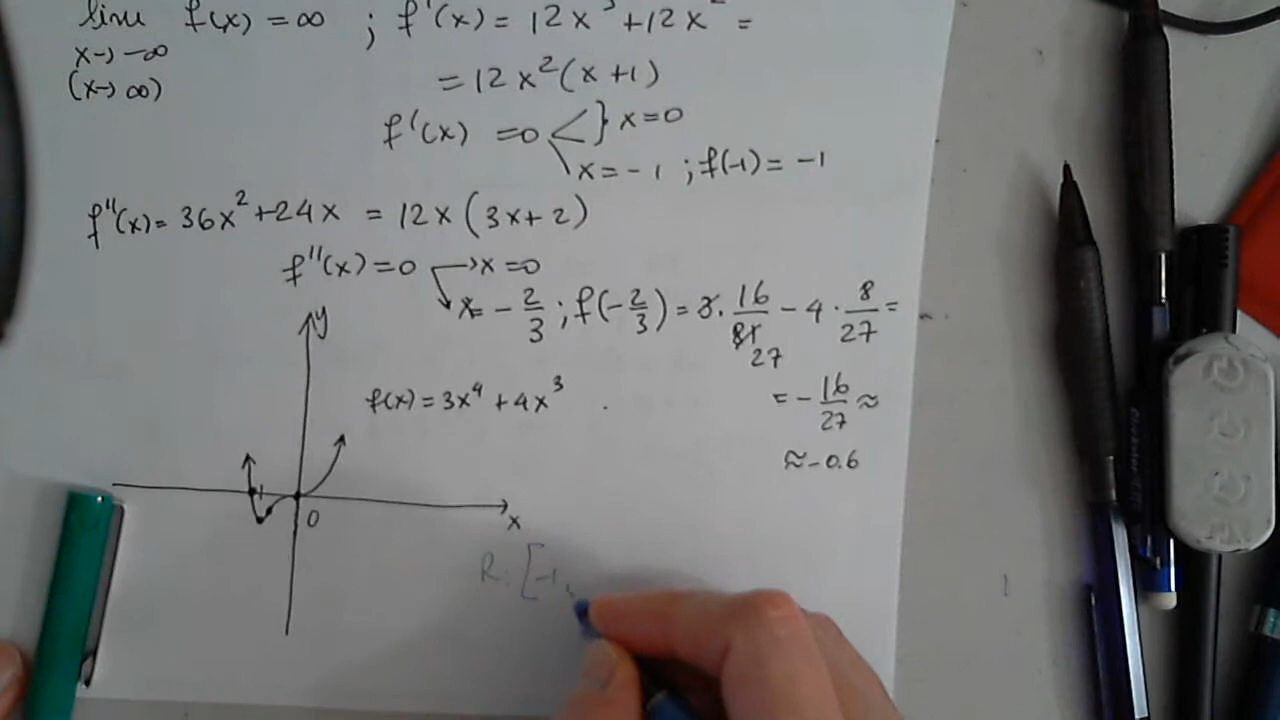 lim f(x) = ∞ ; f'(x) = 12x³ + 12x² =
x→ -∞
(x→ ∞)
= 12x²(x+1)
f'(x) = 0 < } x = 0
x = -1 ; f(-1) = -1
f''(x) = 36x² + 24x = 12x(3x+2)
f''(x) = 0 → x = 0
x = -2/3 ; f(-2/3) = 3·16/81 - 4·8/27 =
27
y
f(x) = 3x⁴ + 4x³
= -16/27 ≈
≈ -0.6
-1
0
x
R: [-1,